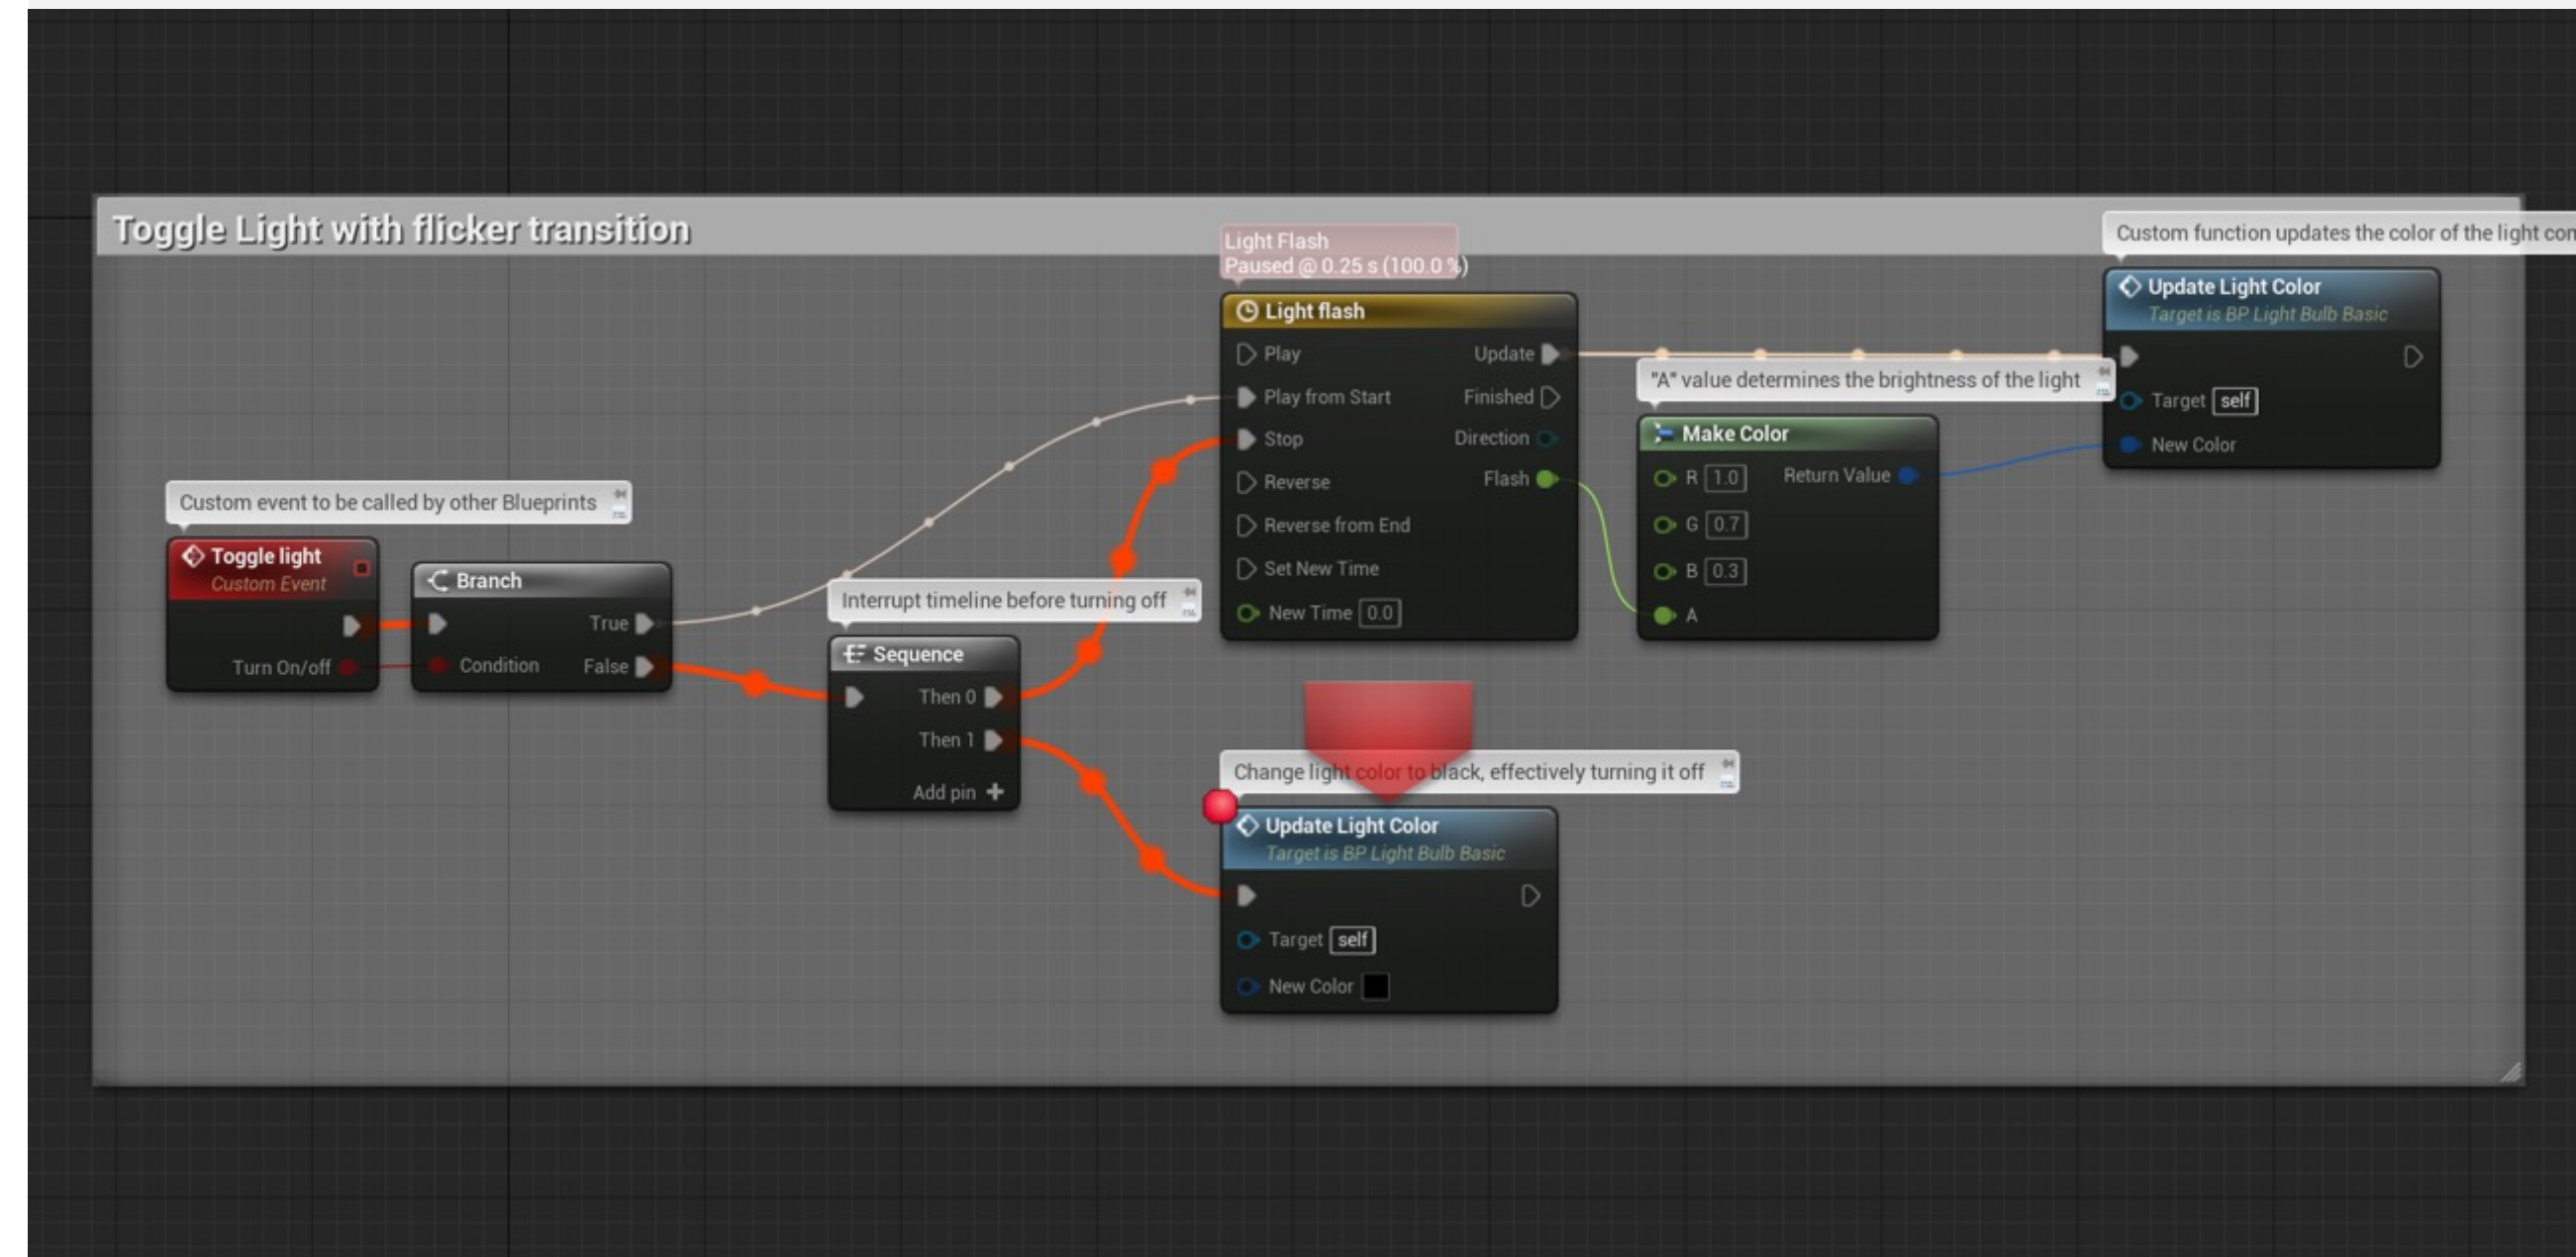 Toggle Light with flicker transition
Light Flash
Paused @ 0.25 s (100.0 %)
Custom function updates the color of the light
Light flash
Play
Update
Play from Start
Finished
Stop
Direction
Reverse
Flash
Reverse from End
Set New Time
New Time 0.0
"A" value determines the brightness of the light
Make Color
R 1.0
Return Value
G 0.7
B 0.3
A
Update Light Color
Target is BP Light Bulb Basic
Target self
New Color
Custom event to be called by other Blueprints
Toggle light
Custom Event
Turn On/off
Branch
True
Condition
False
Interrupt timeline before turning off
Sequence
Then 0
Then 1
Add pin
Change light color to black, effectively turning it off
Update Light Color
Target is BP Light Bulb Basic
Target self
New Color